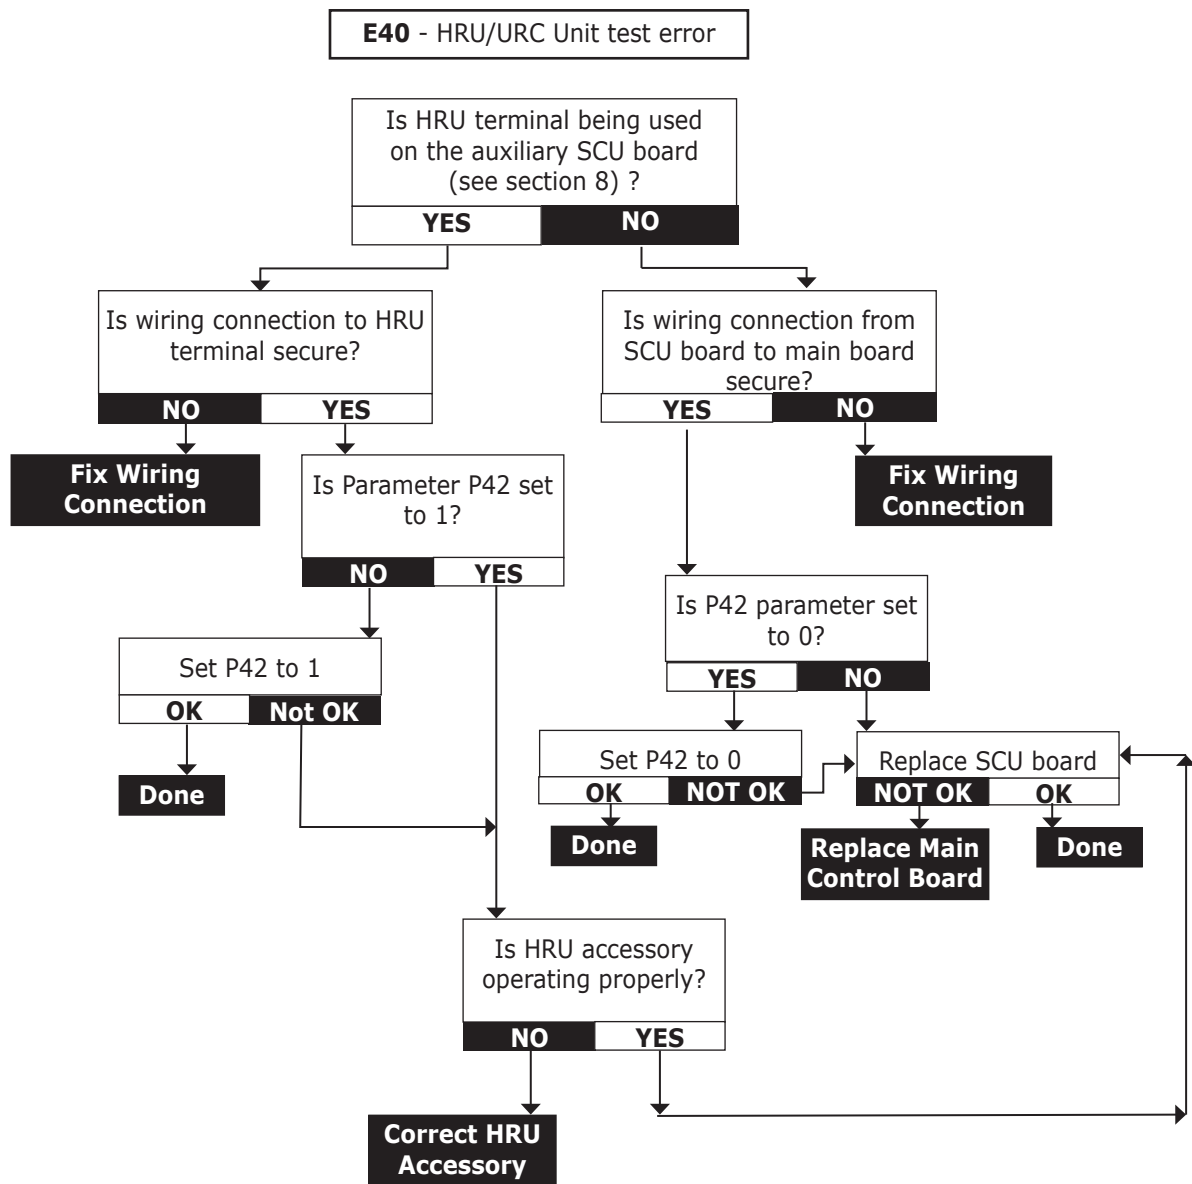 E40 - HRU/URC Unit test error
Is HRU terminal being used
on the auxiliary SCU board
(see section 8) ?
YES
NO
Is wiring connection to HRU
terminal secure?
NO
YES
Is wiring connection from
SCU board to main board
secure?
YES
NO
Fix Wiring
Connection
Is Parameter P42 set
to 1?
NO
YES
Fix Wiring
Connection
Is P42 parameter set
to 0?
YES
NO
Set P42 to 1
OK
Not OK
Done
Set P42 to 0
OK
NOT OK
Done
Replace SCU board
NOT OK
OK
Replace Main
Control Board
Done
Is HRU accessory
operating properly?
NO
YES
Correct HRU
Accessory